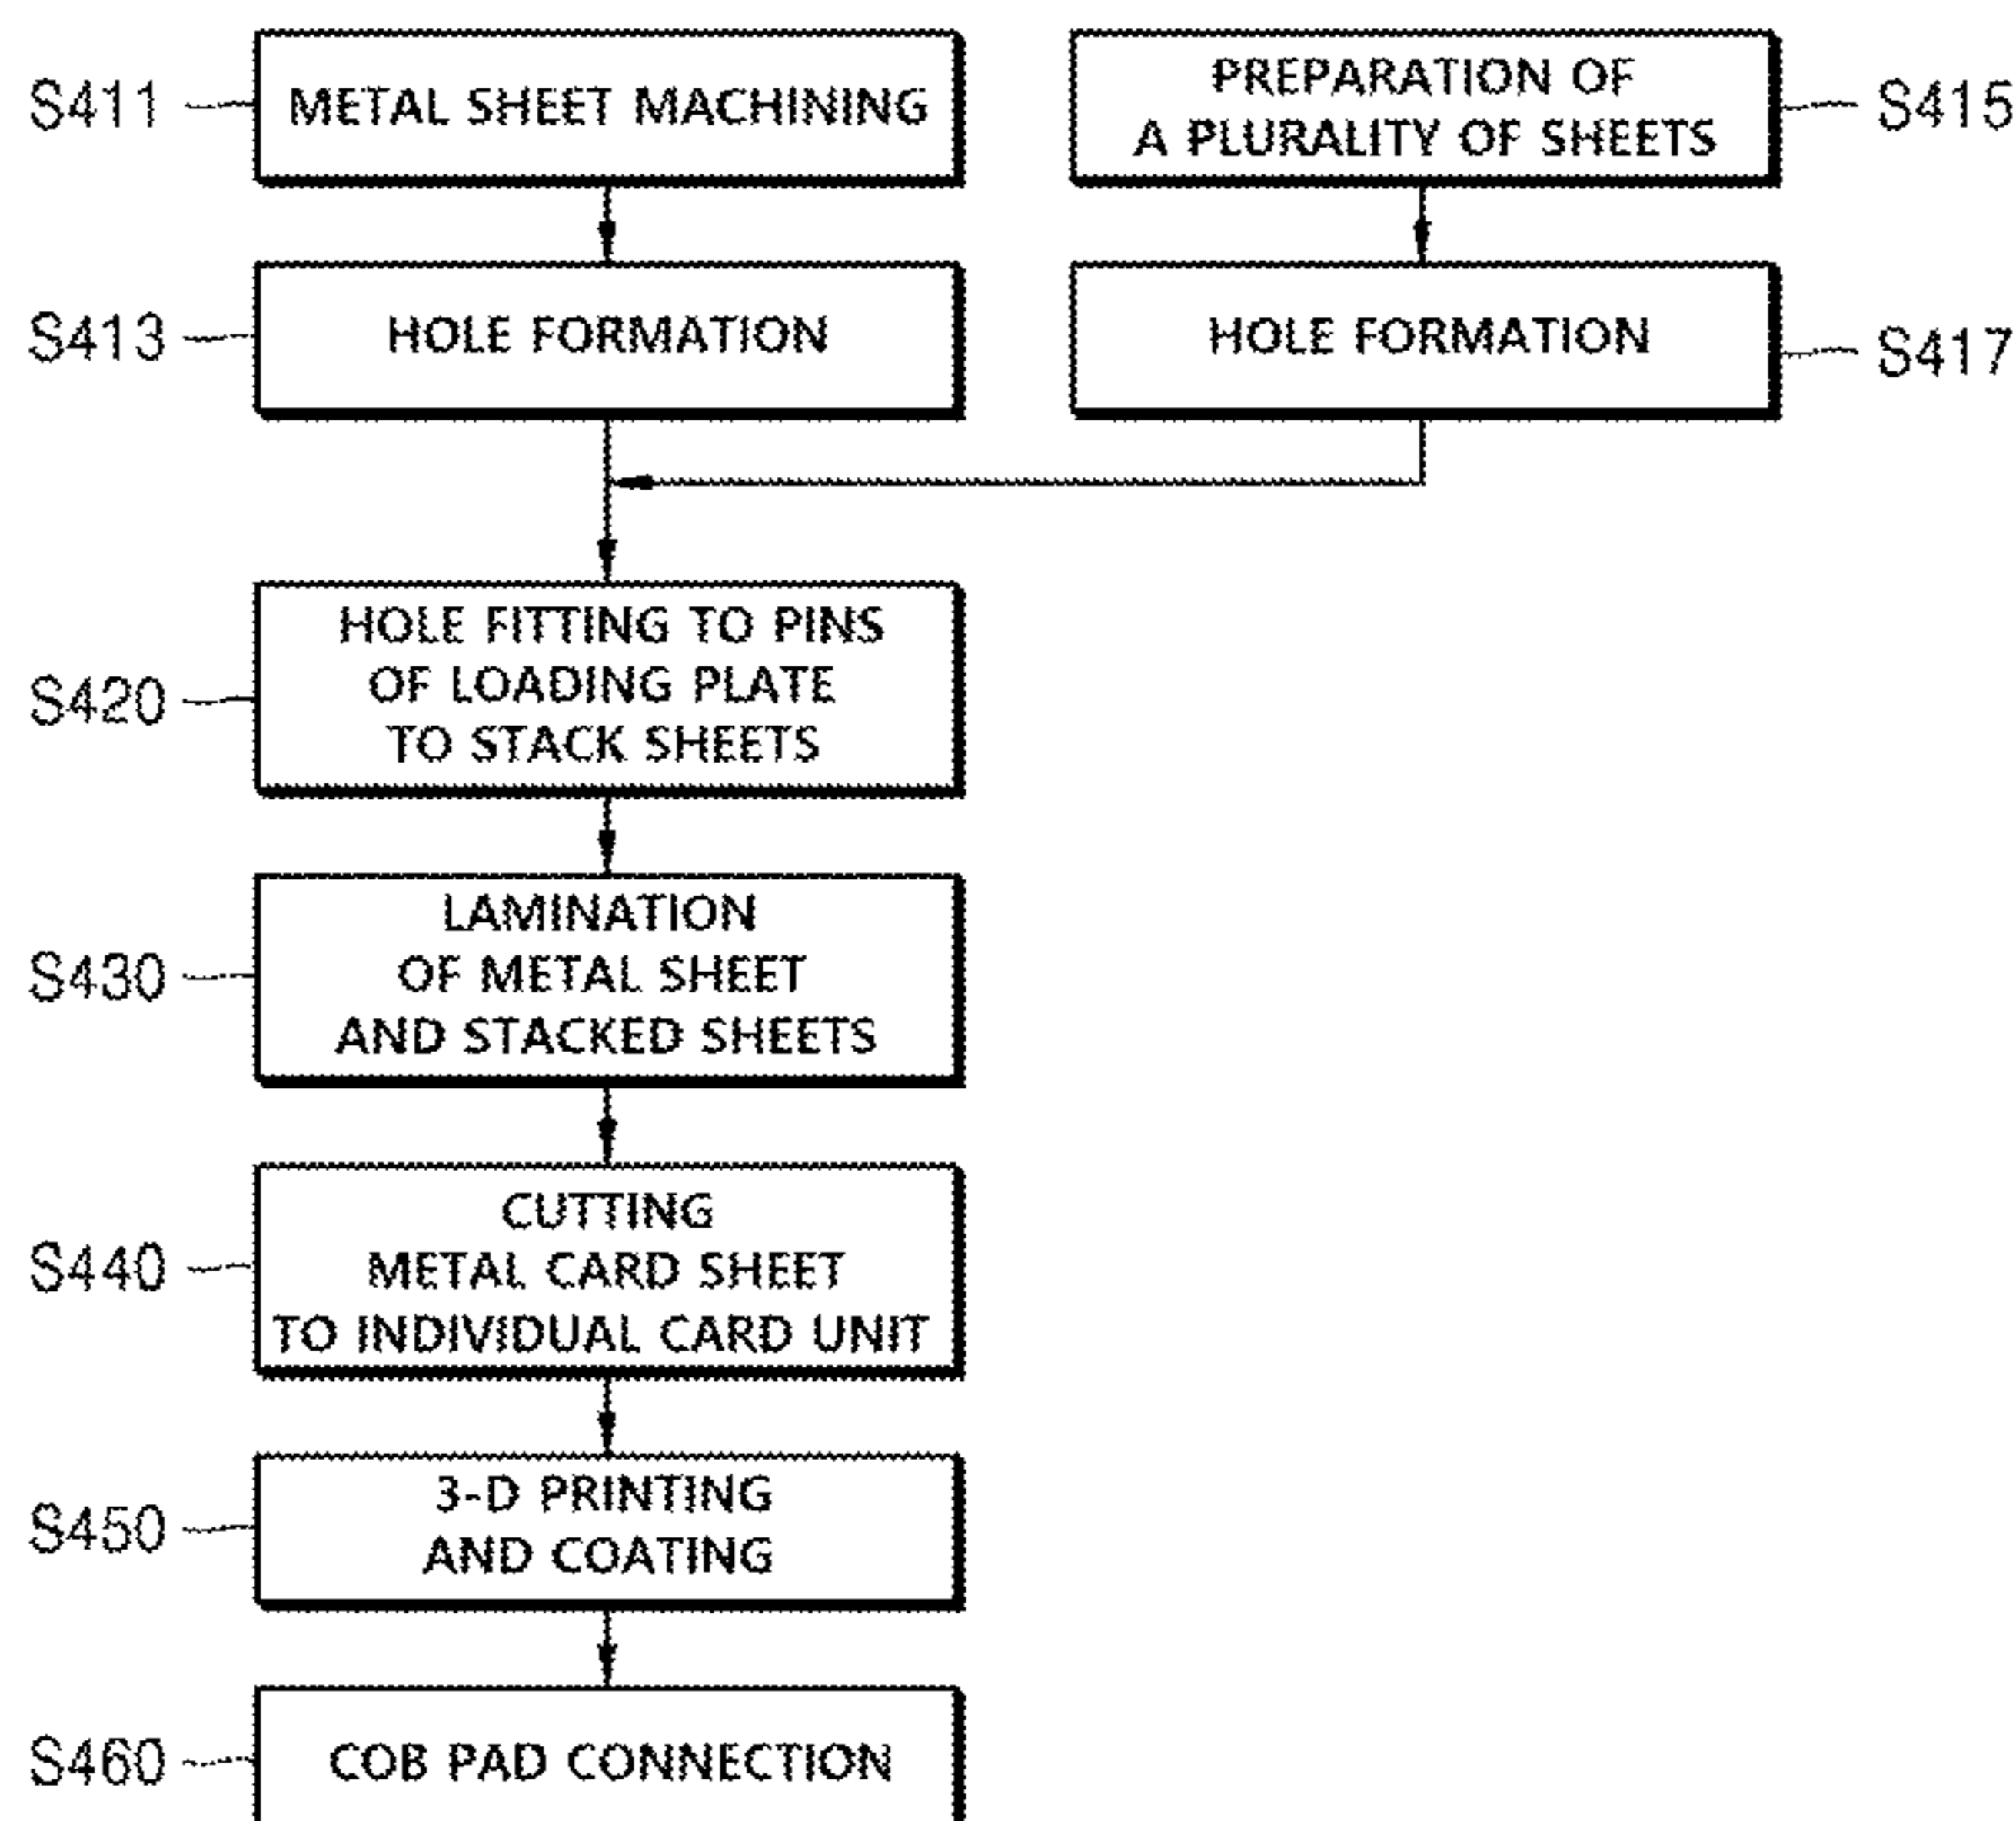 S411
METAL SHEET MACHINING
PREPARATION OF
A PLURALITY OF SHEETS
S415
S413
HOLE FORMATION
HOLE FORMATION
S417
S420
HOLE FITTING TO PINS
OF LOADING PLATE
TO STACK SHEETS
S430
LAMINATION
OF METAL SHEET
AND STACKED SHEETS
S440
CUTTING
METAL CARD SHEET
TO INDIVIDUAL CARD UNIT
S450
3-D PRINTING
AND COATING
S460
COB PAD CONNECTION